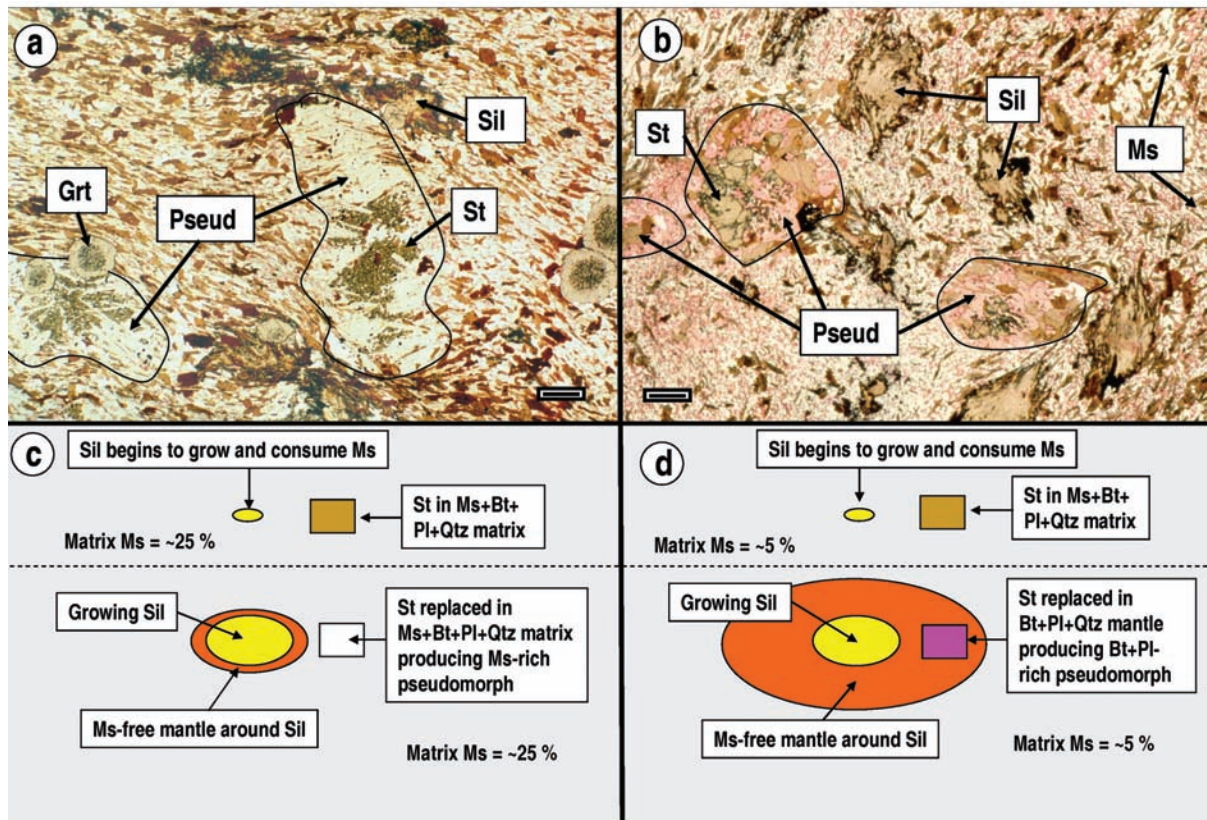 a
Sil
Grt
Pseud
St
b
St
Sil
Ms
Pseud
c
Sil begins to grow and consume Ms
St in Ms+Bt+
Pl+Qtz matrix
Matrix Ms = ~25 %
Growing Sil
St replaced in
Ms+Bt+Pl+Qtz matrix
producing Ms-rich
pseudomorph
Ms-free mantle around Sil
Matrix Ms = ~25 %
d
Sil begins to grow and consume Ms
St in Ms+Bt+
Pl+Qtz matrix
Matrix Ms = ~5 %
Growing Sil
St replaced in
Bt+Pl+Qtz mantle
producing Bt+Pl-
rich pseudomorph
Ms-free mantle around Sil
Matrix Ms = ~5 %